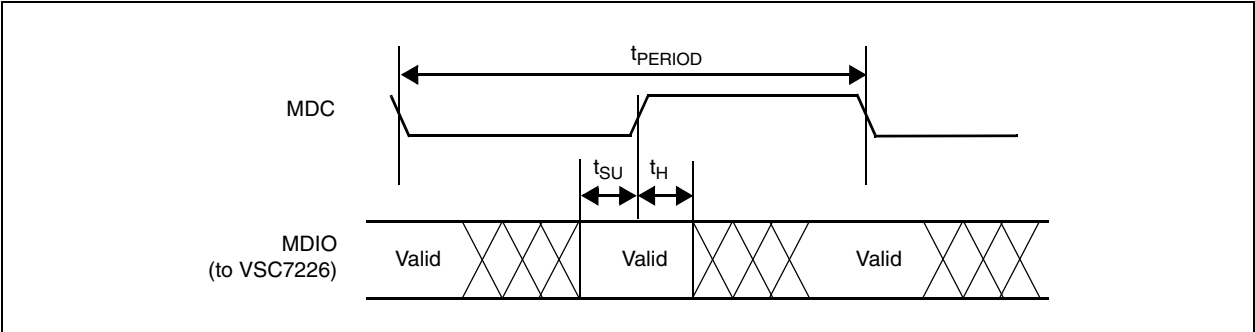 tPERIOD
MDC
tSU
tH
MDIO
(to VSC7226)
Valid
Valid
Valid